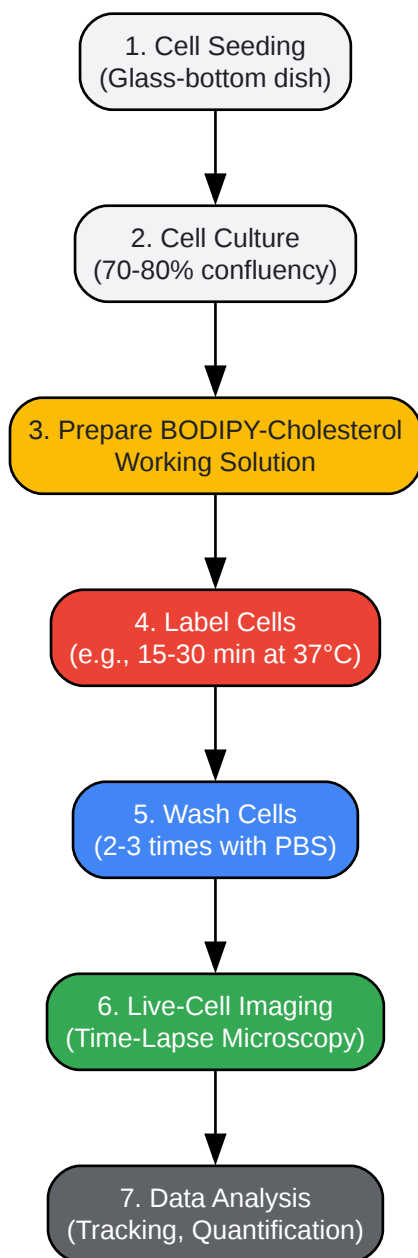 1. Cell Seeding
(Glass-bottom dish)
2. Cell Culture
(70-80% confluency)
3. Prepare BODIPY-Cholesterol
Working Solution
4. Label Cells
(e.g., 15-30 min at 37°C)
5. Wash Cells
(2-3 times with PBS)
6. Live-Cell Imaging
(Time-Lapse Microscopy)
7. Data Analysis
(Tracking, Quantification)